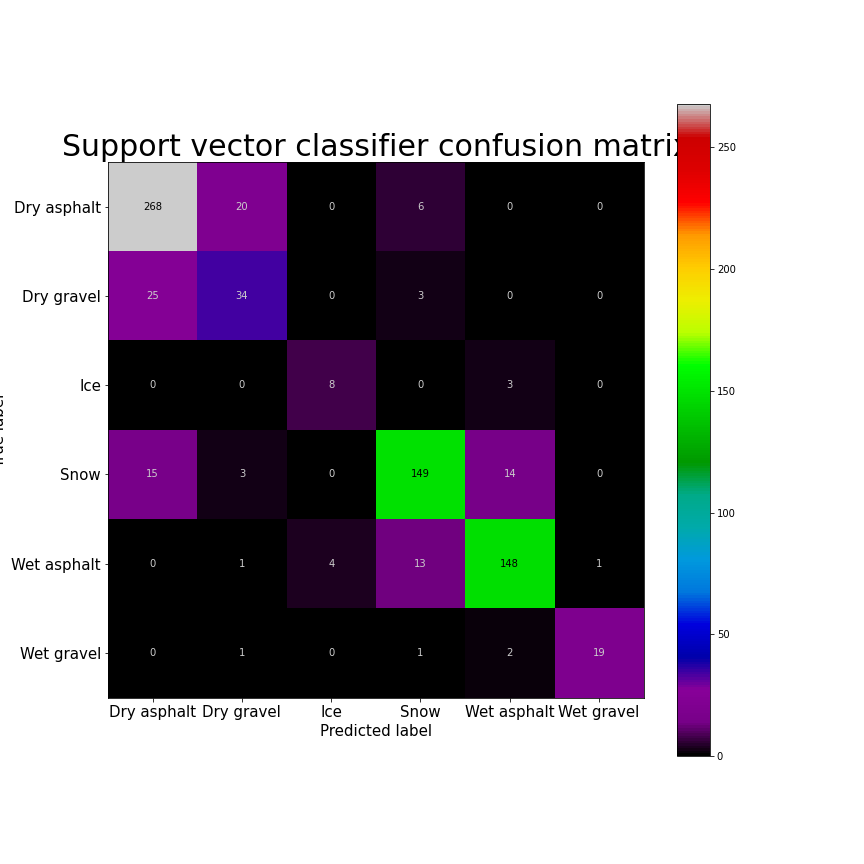 Support vector classifier confusion matrix
Dry asphalt 268 20 0 6 0 0
Dry gravel 25 34 0 3 0 0
Ice 0 0 8 0 3 0
Snow 15 3 0 149 14 0
Wet asphalt 0 1 4 13 148 1
Wet gravel 0 1 0 1 2 19
Dry asphalt Dry gravel Ice Snow Wet asphalt Wet gravel
Predicted label
250
200
150
100
50
0